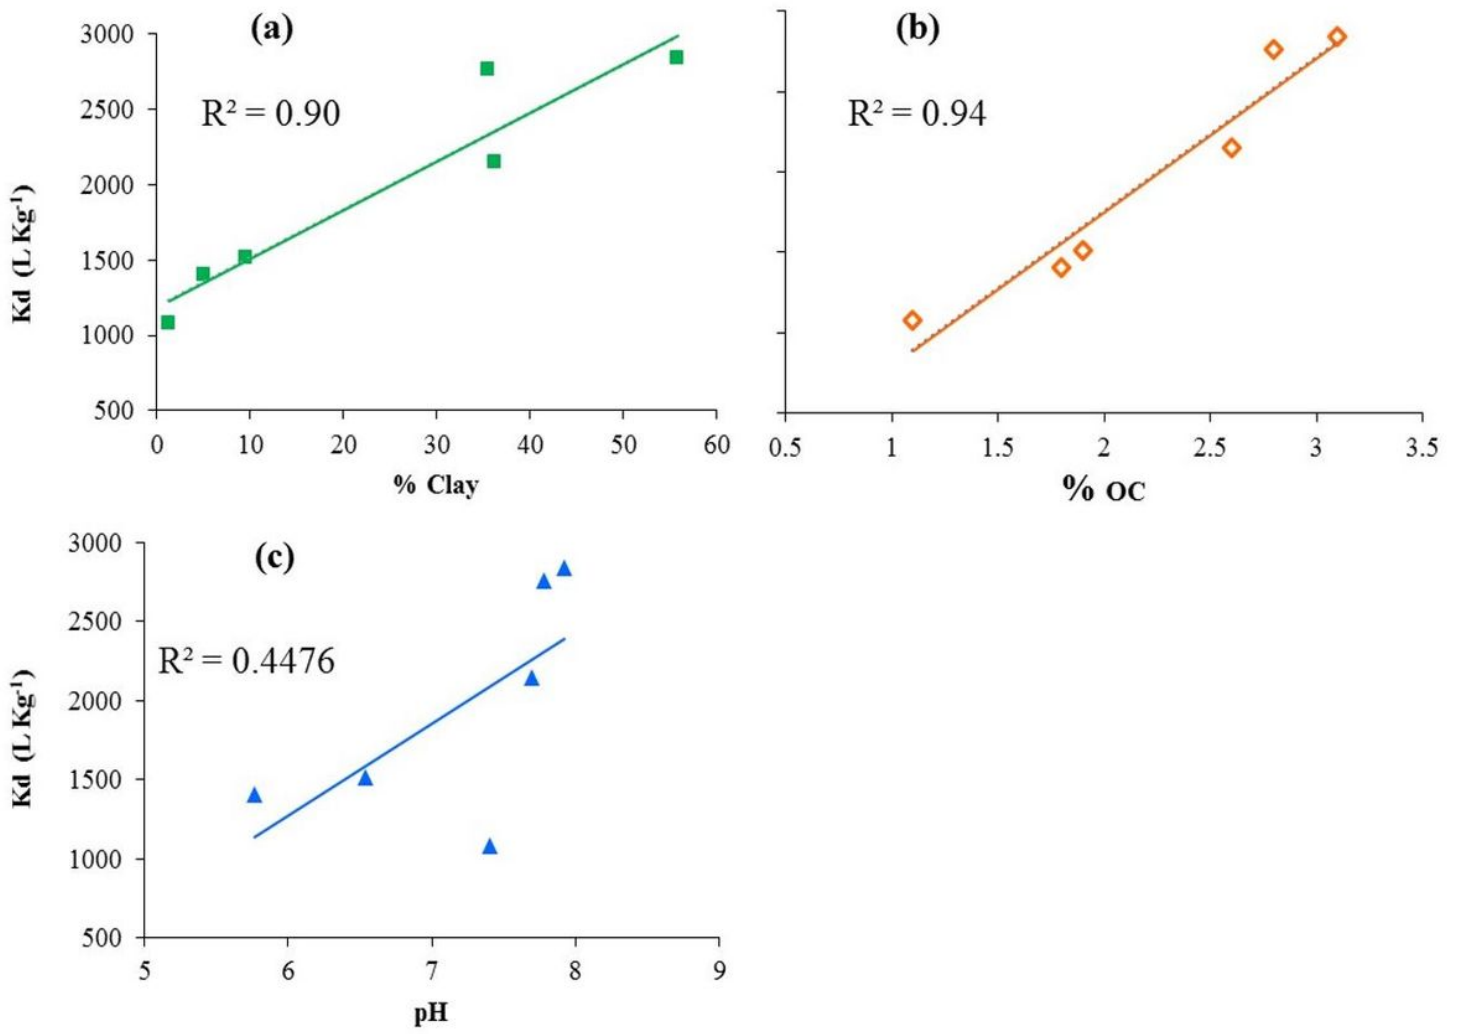 (a)
3000
2500
2000
1500
1000
500
R² = 0.90
Kd (L Kg⁻¹)
0 10 20 30 40 50 60
% Clay
(b)
R² = 0.94
0.5 1 1.5 2 2.5 3 3.5
% OC
(c)
3000
2500
2000
1500
1000
500
R² = 0.4476
Kd (L Kg⁻¹)
5 6 7 8 9
pH